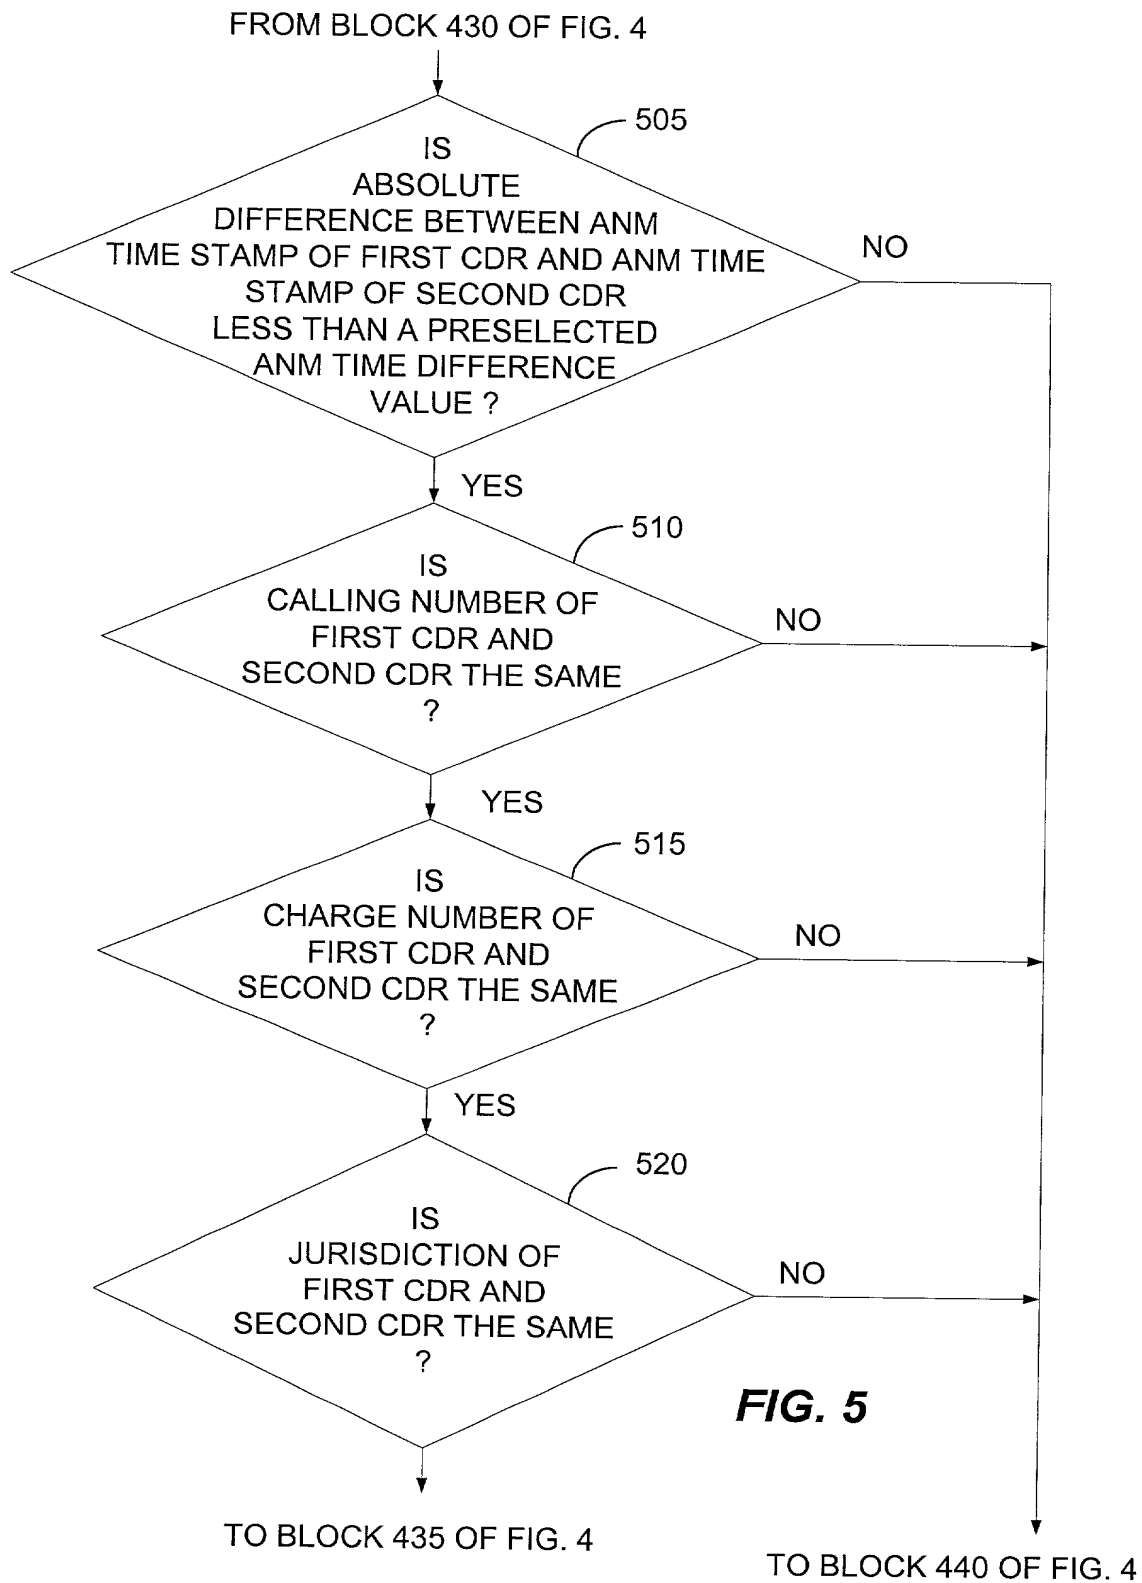 FROM BLOCK 430 OF FIG. 4
505
IS
ABSOLUTE
DIFFERENCE BETWEEN ANM
TIME STAMP OF FIRST CDR AND ANM TIME
STAMP OF SECOND CDR
LESS THAN A PRESELECTED
ANM TIME DIFFERENCE
VALUE ?
NO
YES
510
IS
CALLING NUMBER OF
FIRST CDR AND
SECOND CDR THE SAME
?
NO
YES
515
IS
CHARGE NUMBER OF
FIRST CDR AND
SECOND CDR THE SAME
?
NO
YES
520
IS
JURISDICTION OF
FIRST CDR AND
SECOND CDR THE SAME
?
NO
FIG. 5
TO BLOCK 435 OF FIG. 4
TO BLOCK 440 OF FIG. 4